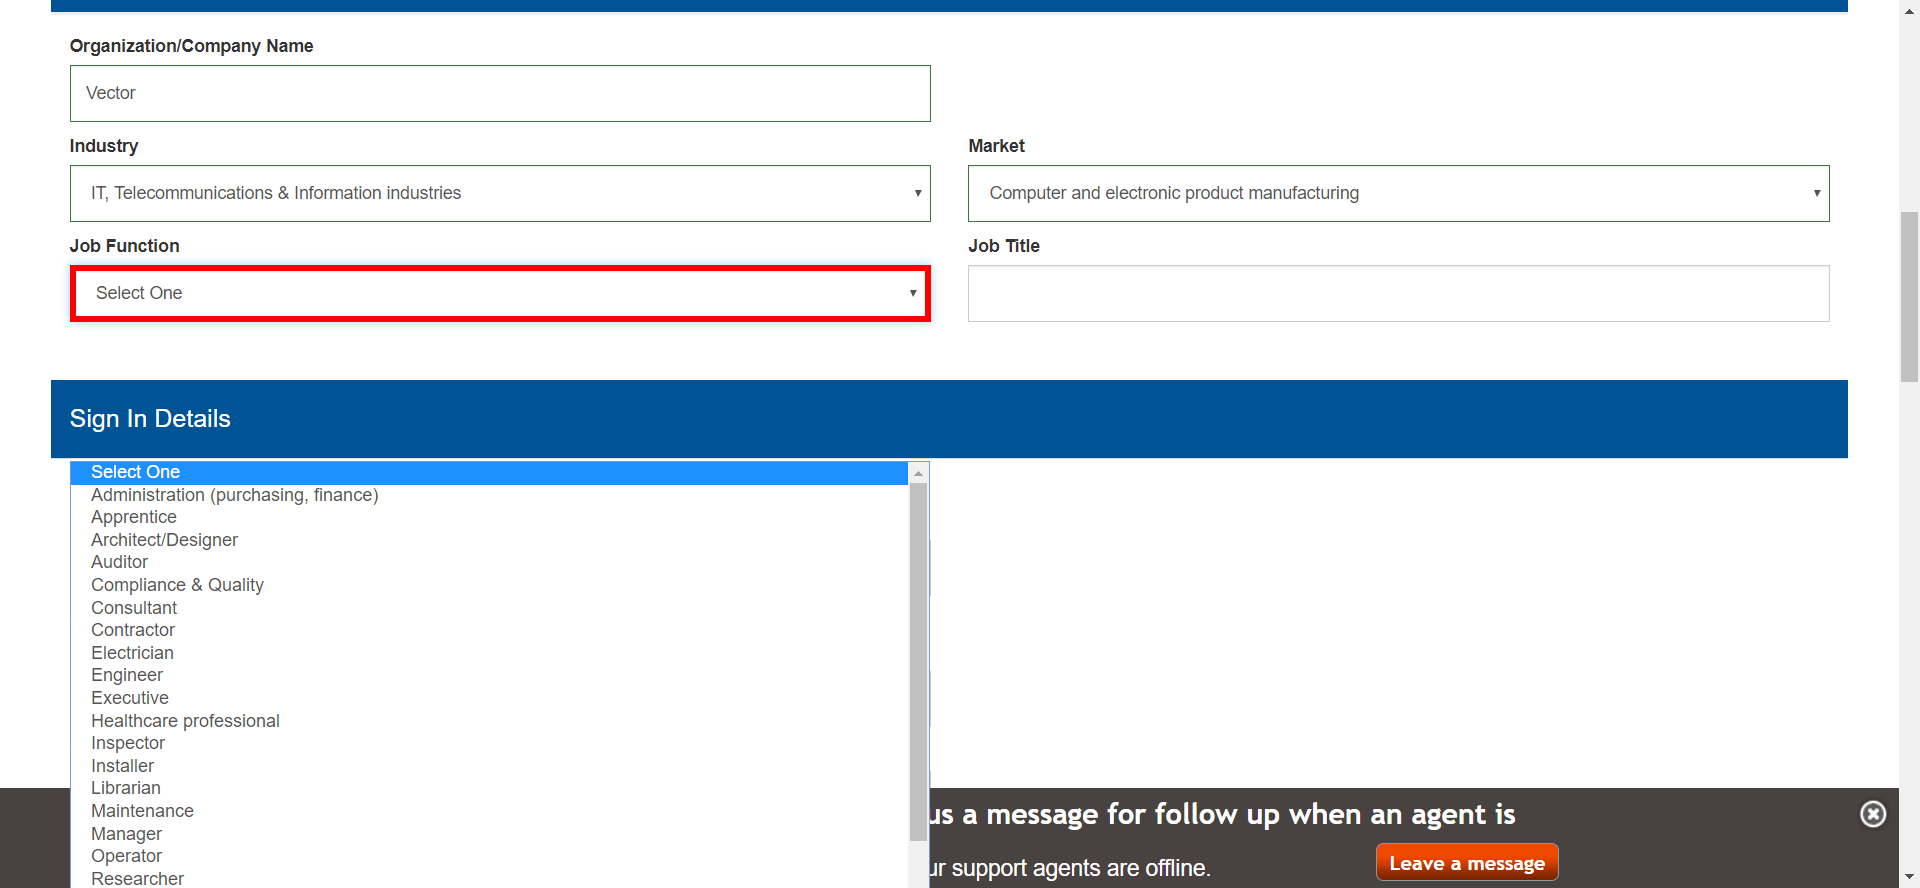 Organization/Company Name
Vector
Industry
Market
IT, Telecommunications & Information industries
Computer and electronic product manufacturing
Job Function
Job Title
Select One
Sign In Details
Select One
Administration (purchasing, finance)
Apprentice
Architect/Designer
Auditor
Compliance & Quality
Consultant
Contractor
Electrician
Engineer
Executive
Healthcare professional
Inspector
Installer
Librarian
Maintenance
Manager
Operator
Researcher
us a message for follow up when an agent is
ur support agents are offline.
Leave a message